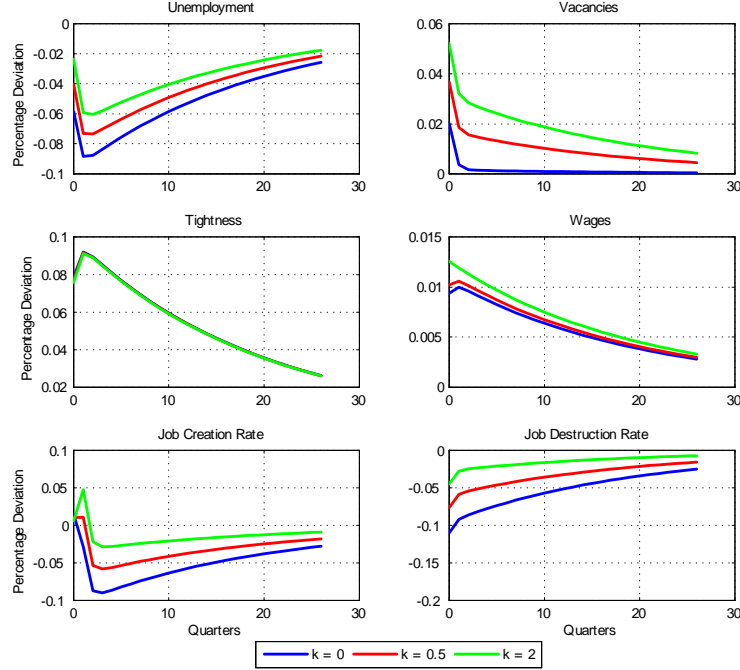 Unemployment
Percentage Deviation
0
-0.02
-0.04
-0.06
-0.08
-0.1
0 10 20 30
Vacancies
0.06
0.04
0.02
0
0 10 20 30
Tightness
Percentage Deviation
0.1
0.08
0.06
0.04
0.02
0 10 20 30
Wages
0.015
0.01
0.005
0
0 10 20 30
Job Creation Rate
Percentage Deviation
0.1
0.05
0
-0.05
-0.1
0 10 20 30
Quarters
Job Destruction Rate
0
-0.05
-0.1
-0.15
-0.2
0 10 20 30
Quarters
k = 0 k = 0.5 k = 2